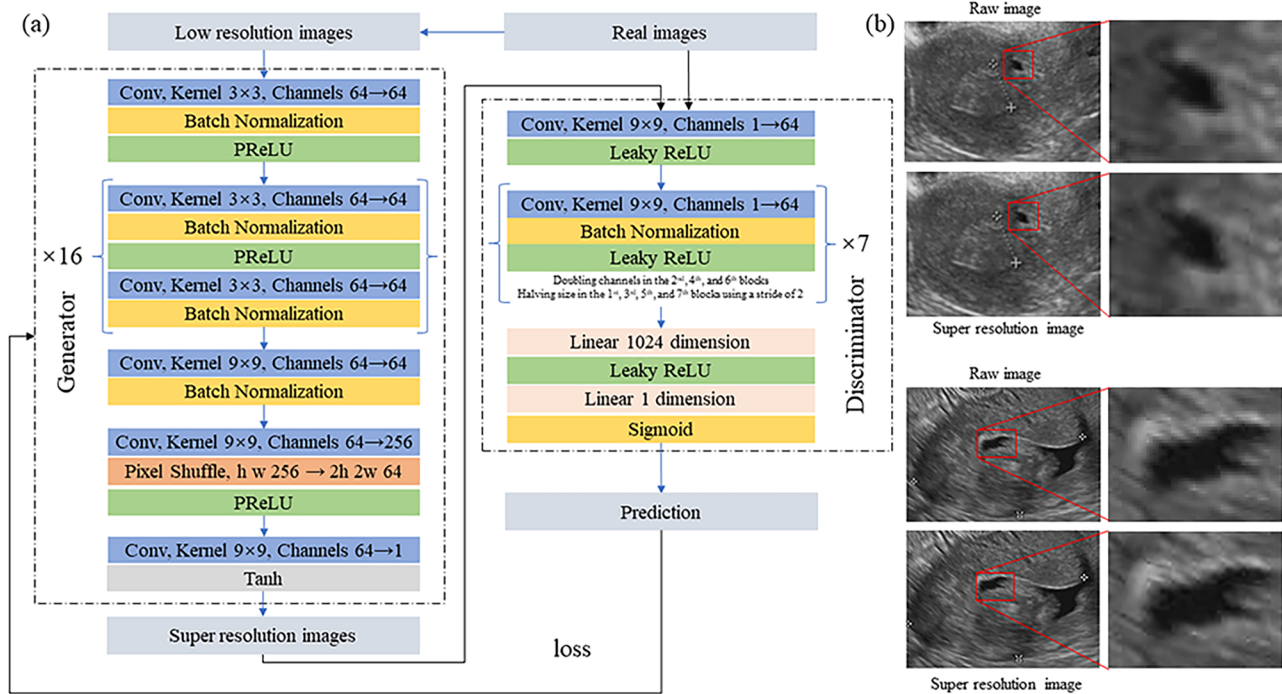 (a)
Low resolution images
Real images
Conv, Kernel 3×3, Channels 64→64
Batch Normalization
PReLU
×16
Conv, Kernel 3×3, Channels 64→64
Batch Normalization
PReLU
Conv, Kernel 3×3, Channels 64→64
Batch Normalization
Generator
Conv, Kernel 9×9, Channels 64→64
Batch Normalization
Conv, Kernel 9×9, Channels 64→256
Pixel Shuffle, h w 256 → 2h 2w 64
PReLU
Conv, Kernel 9×9, Channels 64→1
Tanh
Super resolution images
Conv, Kernel 9×9, Channels 1→64
Leaky ReLU
Conv, Kernel 9×9, Channels 1→64
Batch Normalization
Leaky ReLU
×7
Doubling channels in the 2nd, 4th, and 6th blocks
Halving size in the 1st, 3rd, 5th, and 7th blocks using a stride of 2
Linear 1024 dimension
Leaky ReLU
Linear 1 dimension
Sigmoid
Discriminator
Prediction
loss
(b)
Raw image
Super resolution image
Raw image
Super resolution image